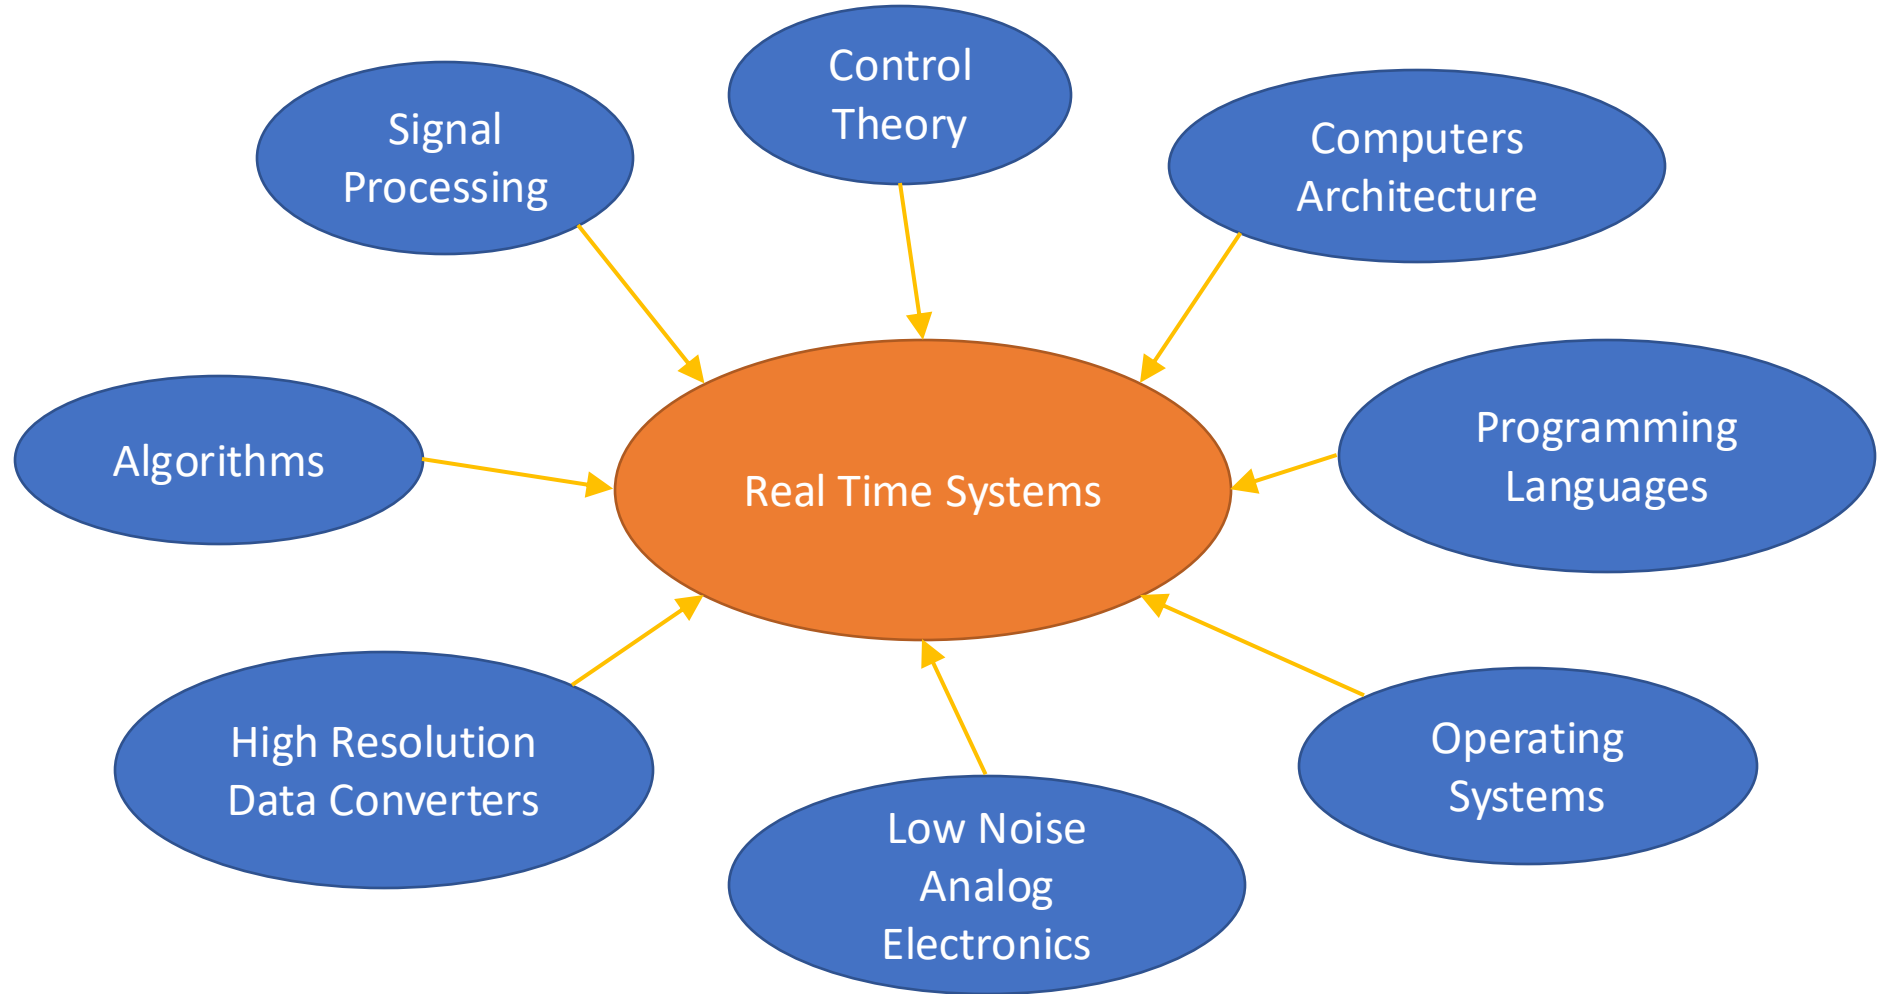 Control
Theory
Signal
Processing
Computers
Architecture
Algorithms
Real Time Systems
Programming
Languages
High Resolution
Data Converters
Low Noise
Analog
Electronics
Operating
Systems